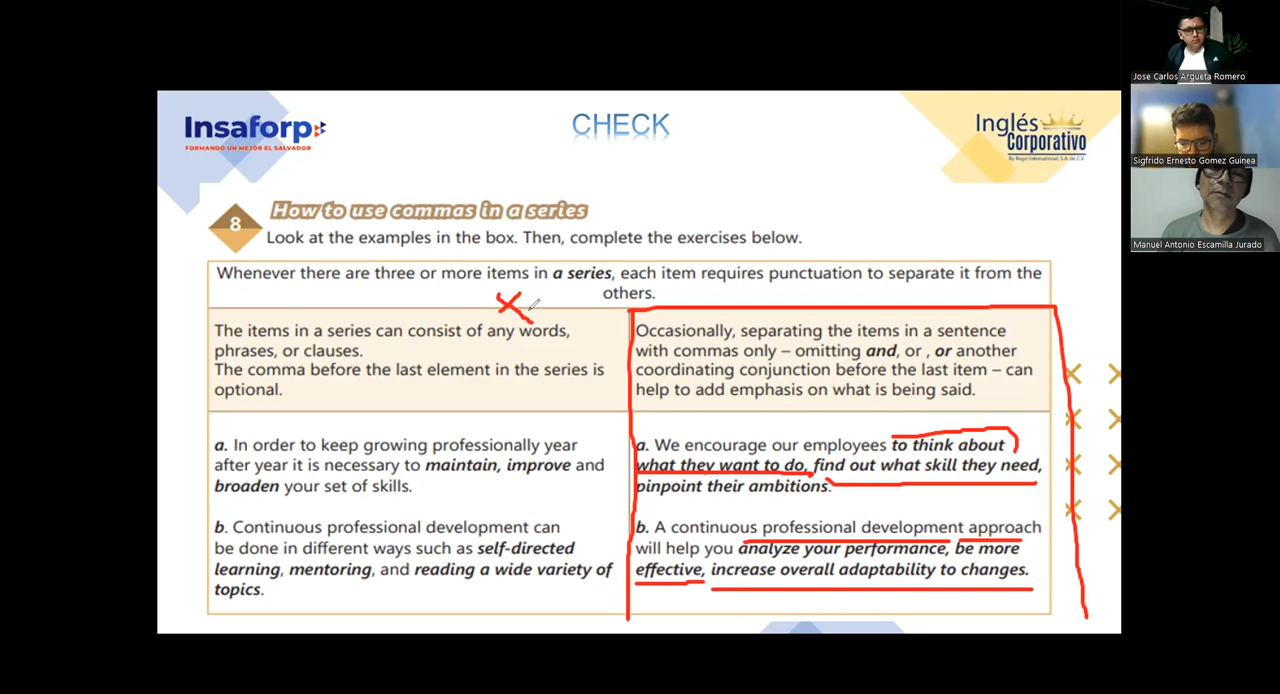 Insaforp
FORMANDO UN MEJOR EL SALVADOR
CHECK
Inglés
Corporativo
By Regal International, S.A. de C.V.
8
How to use commas in a series
Look at the examples in the box. Then, complete the exercises below.
Whenever there are three or more items in a series, each item requires punctuation to separate it from the
others.
The items in a series can consist of any words,
phrases, or clauses.
The comma before the last element in the series is
optional.
Occasionally, separating the items in a sentence
with commas only – omitting and, or , or another
coordinating conjunction before the last item – can
help to add emphasis on what is being said.
a. In order to keep growing professionally year
after year it is necessary to maintain, improve and
broaden your set of skills.
b. Continuous professional development can
be done in different ways such as self-directed
learning, mentoring, and reading a wide variety of
topics.
a. We encourage our employees to think about
what they want to do, find out what skill they need,
pinpoint their ambitions.
b. A continuous professional development approach
will help you analyze your performance, be more
effective, increase overall adaptability to changes.
Jose Carlos Argueta Romero
Sigfrido Ernesto Gomez Guinea
Manuel Antonio Escamilla Jurado